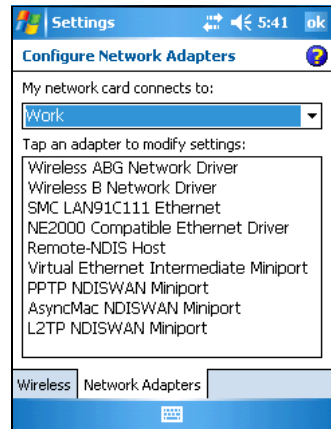 Settings 5:41 ok
Configure Network Adapters ?
My network card connects to:
Work
Tap an adapter to modify settings:
Wireless ABG Network Driver
Wireless B Network Driver
SMC LAN91C111 Ethernet
NE2000 Compatible Ethernet Driver
Remote-NDIS Host
Virtual Ethernet Intermediate Miniport
PPTP NDISWAN Miniport
AsyncMac NDISWAN Miniport
L2TP NDISWAN Miniport
Wireless Network Adapters